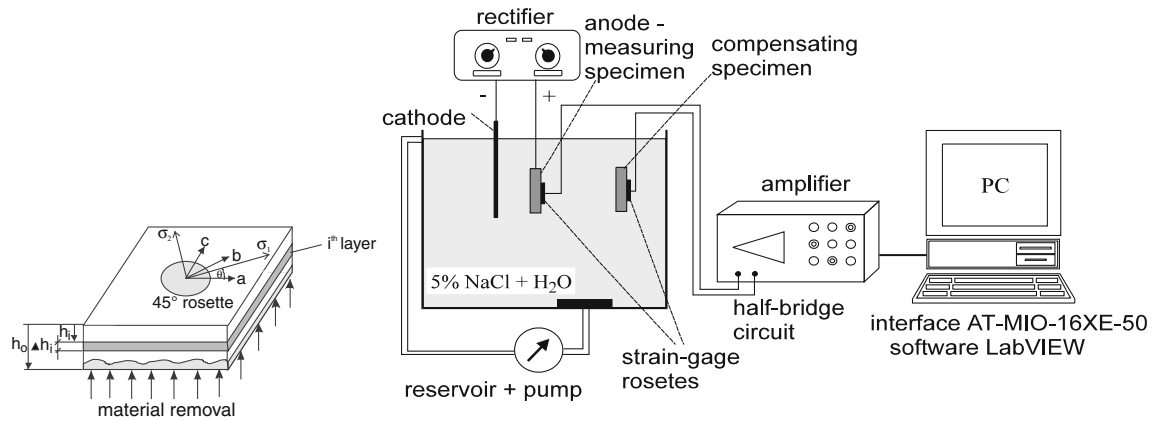 rectifier
anode -
measuring
specimen
compensating
specimen
-
+
cathode
amplifier
PC
σ₂
c
b
σ₁
θ
a
iᵗʰ layer
45° rosette
hᵢ
h₀
▲hᵢ
material removal
5% NaCl + H₂O
half-bridge
circuit
interface AT-MIO-16XE-50
software LabVIEW
strain-gage
rosetes
reservoir + pump